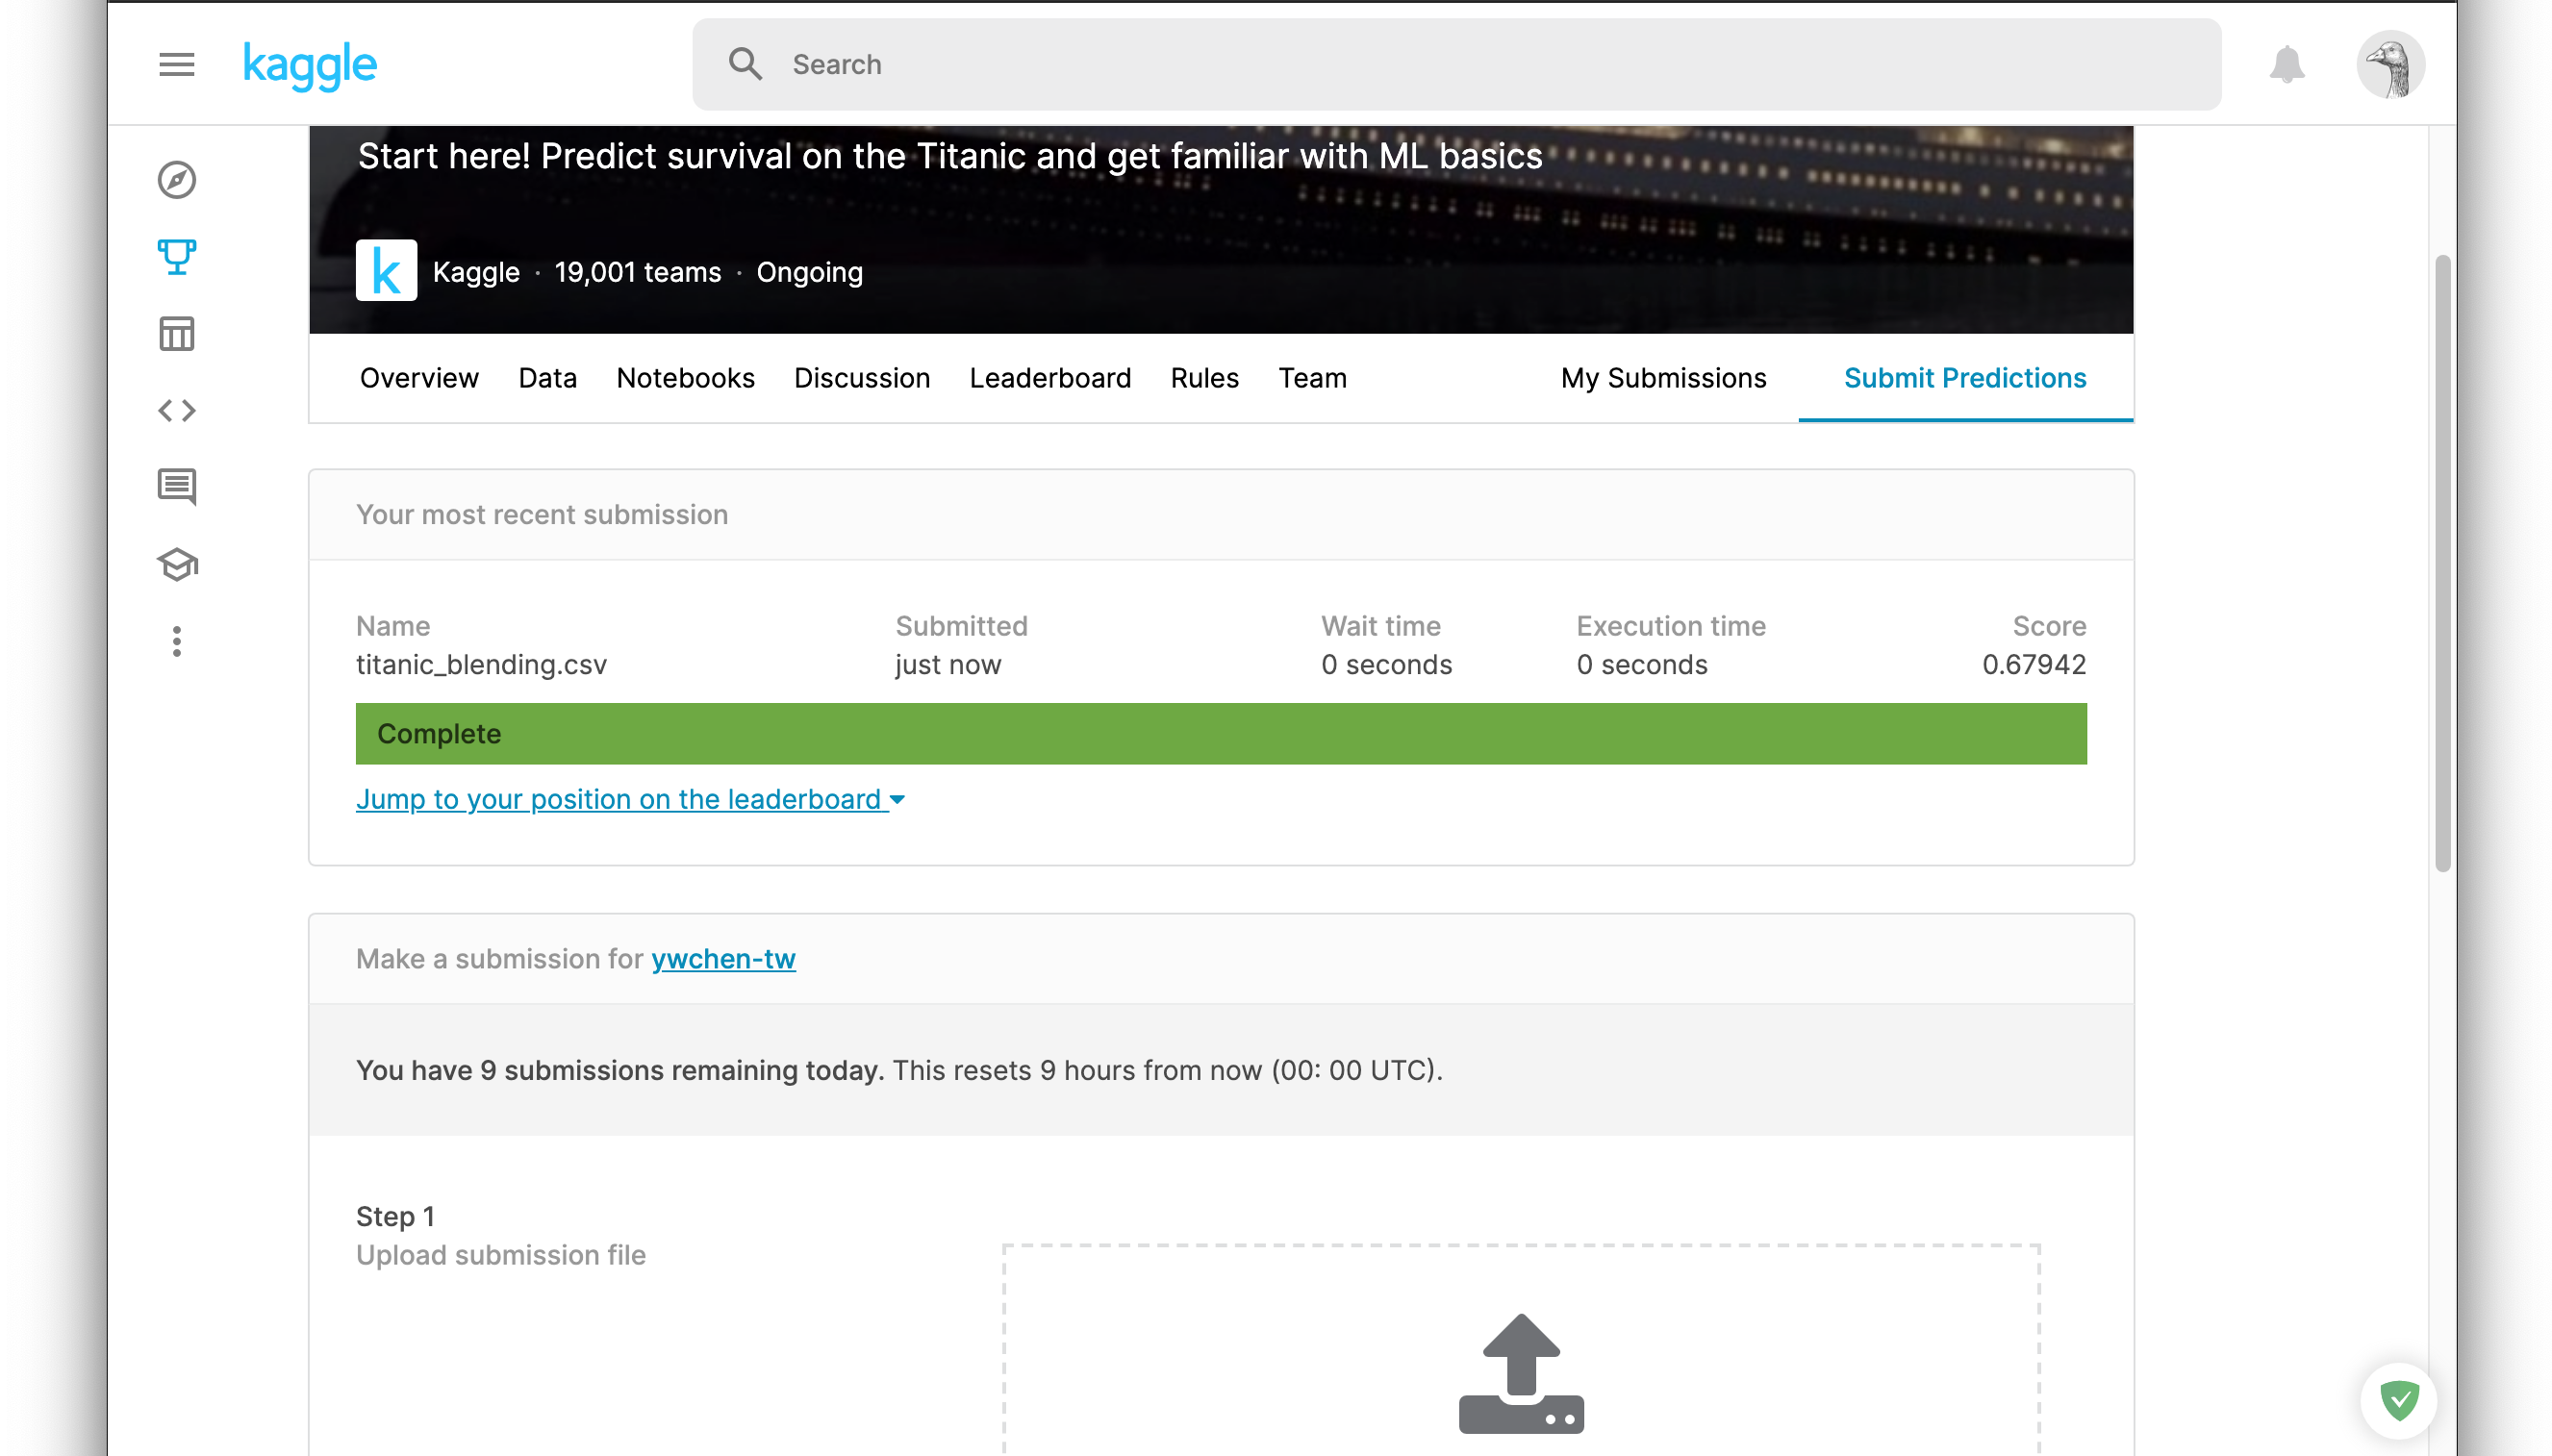 kaggle
Search
Start here! Predict survival on the Titanic and get familiar with ML basics
k Kaggle · 19,001 teams · Ongoing
Overview Data Notebooks Discussion Leaderboard Rules Team My Submissions Submit Predictions
Your most recent submission
Name Submitted Wait time Execution time Score
titanic_blending.csv just now 0 seconds 0 seconds 0.67942
Complete
Jump to your position on the leaderboard
Make a submission for ywchen-tw
You have 9 submissions remaining today. This resets 9 hours from now (00: 00 UTC).
Step 1
Upload submission file